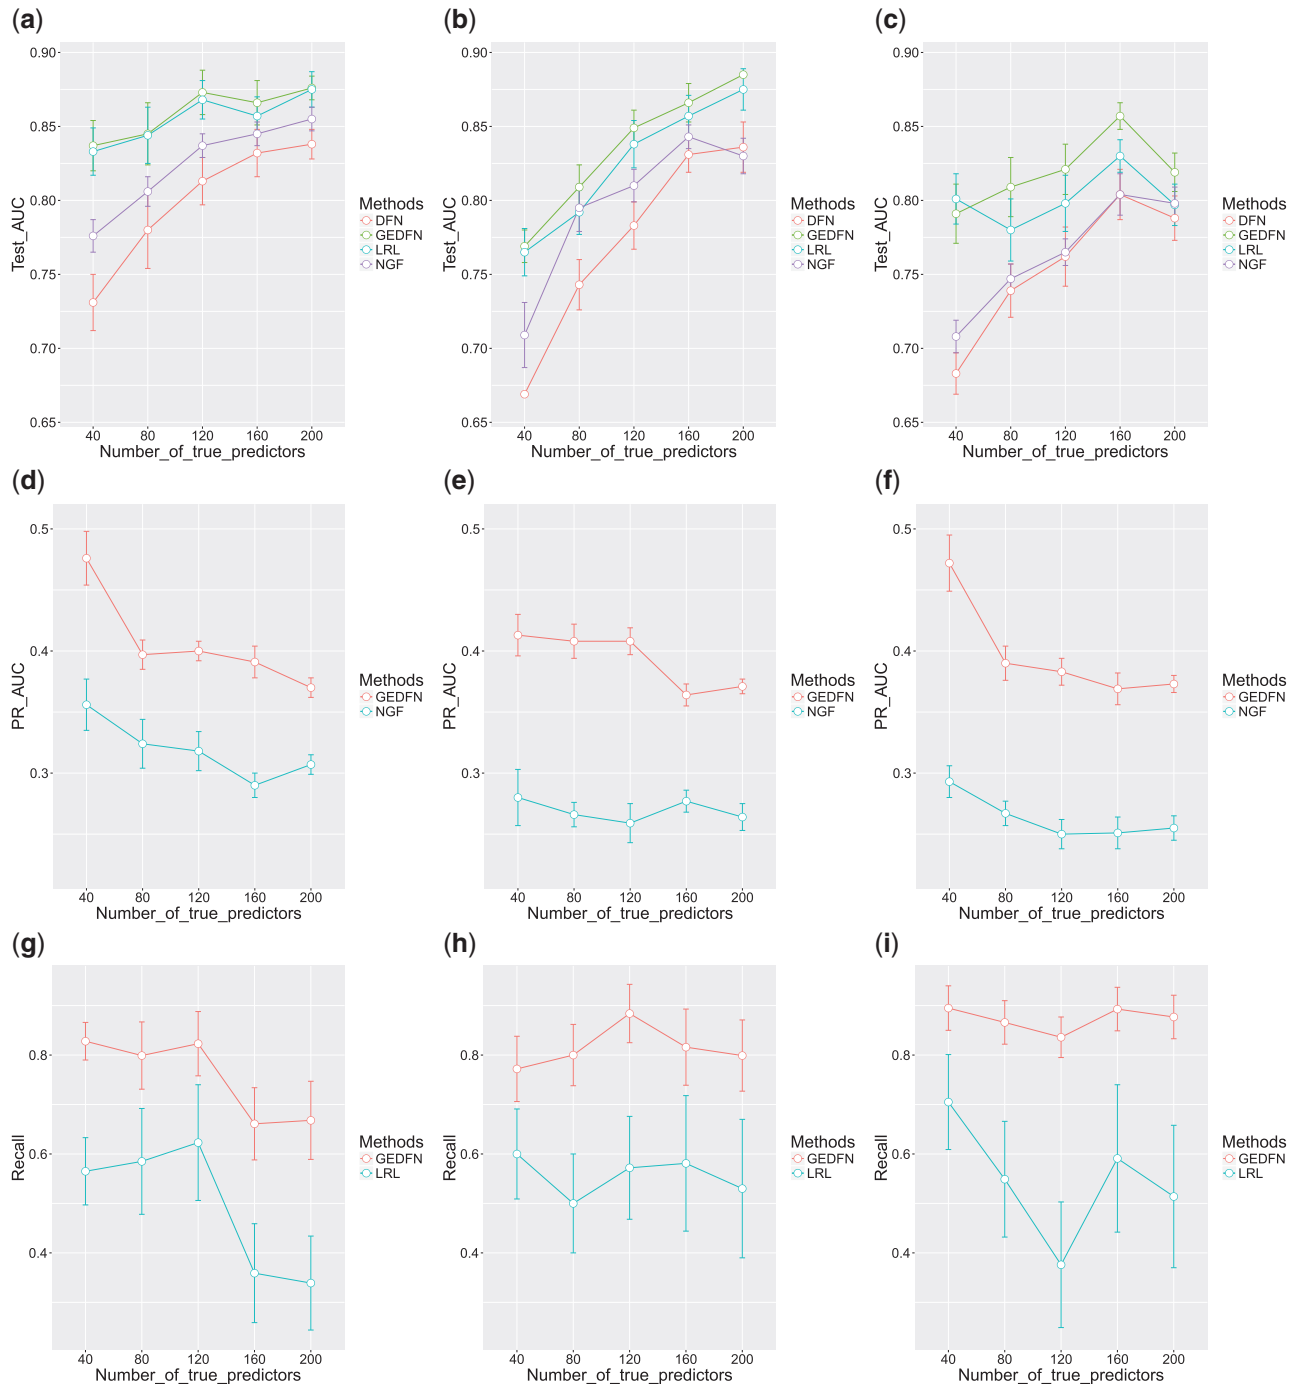 (a)
0.90
0.85
0.80
0.75
0.70
0.65
Test_AUC
40 80 120 160 200
Number_of_true_predictors
Methods
DFN
GEDFN
LRL
NGF
(b)
0.90
0.85
0.80
0.75
0.70
0.65
Test_AUC
40 80 120 160 200
Number_of_true_predictors
Methods
DFN
GEDFN
LRL
NGF
(c)
0.90
0.85
0.80
0.75
0.70
0.65
Test_AUC
40 80 120 160 200
Number_of_true_predictors
Methods
DFN
GEDFN
LRL
NGF
(d)
0.5
0.4
0.3
PR_AUC
40 80 120 160 200
Number_of_true_predictors
Methods
GEDFN
NGF
(e)
0.5
0.4
0.3
PR_AUC
40 80 120 160 200
Number_of_true_predictors
Methods
GEDFN
NGF
(f)
0.5
0.4
0.3
PR_AUC
40 80 120 160 200
Number_of_true_predictors
Methods
GEDFN
NGF
(g)
0.8
0.6
0.4
Recall
40 80 120 160 200
Number_of_true_predictors
Methods
GEDFN
LRL
(h)
0.8
0.6
0.4
Recall
40 80 120 160 200
Number_of_true_predictors
Methods
GEDFN
LRL
(i)
0.8
0.6
0.4
Recall
40 80 120 160 200
Number_of_true_predictors
Methods
GEDFN
LRL